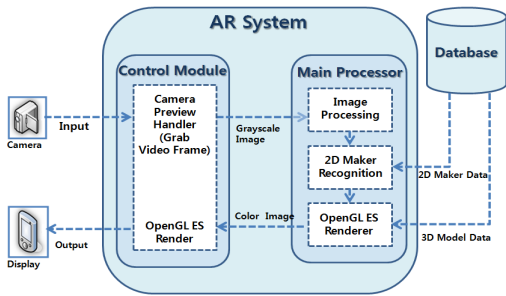 AR System
Database
Control Module
Main Processor
Camera
Preview
Handler
(Grab
Video Frame)
Image
Processing
Input
Grayscale
Image
Camera
2D Maker
Recognition
2D Maker Data
OpenGL ES
Render
Color Image
OpenGL ES
Renderer
3D Model Data
Output
Display